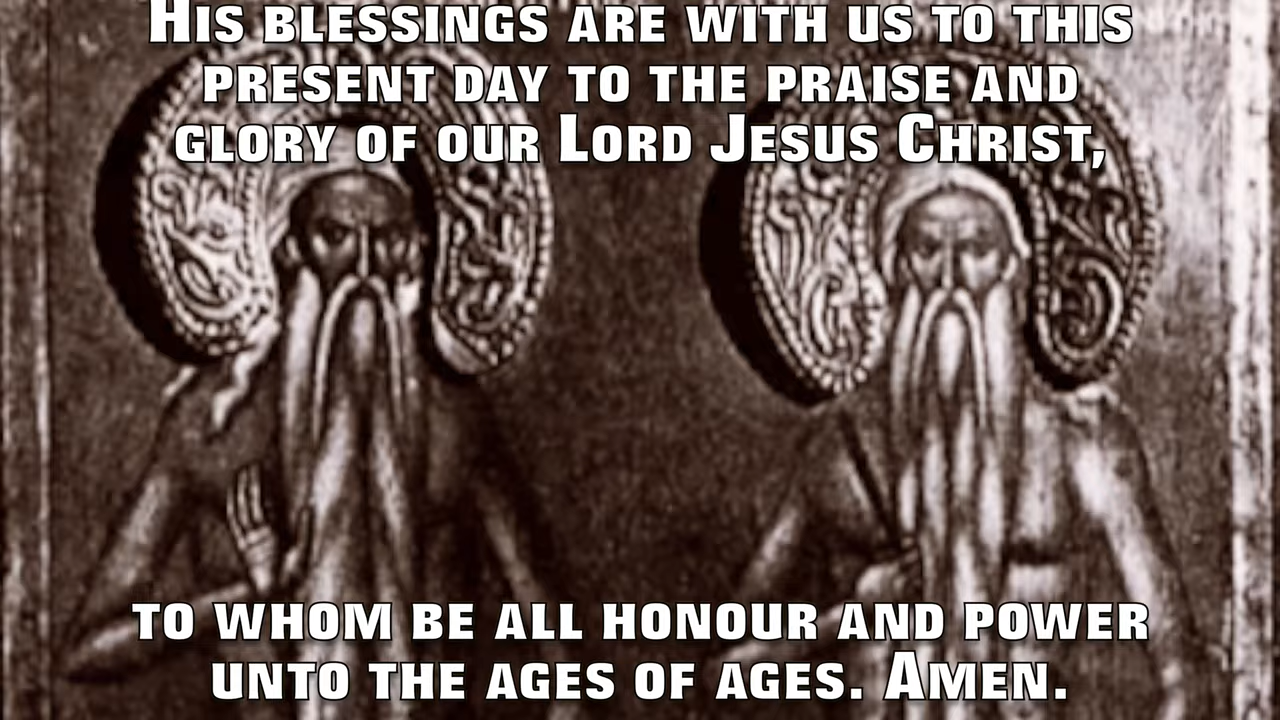 His blessings are with us to this
present day to the praise and
glory of our Lord Jesus Christ,
to whom be all honour and power
unto the ages of ages. Amen.